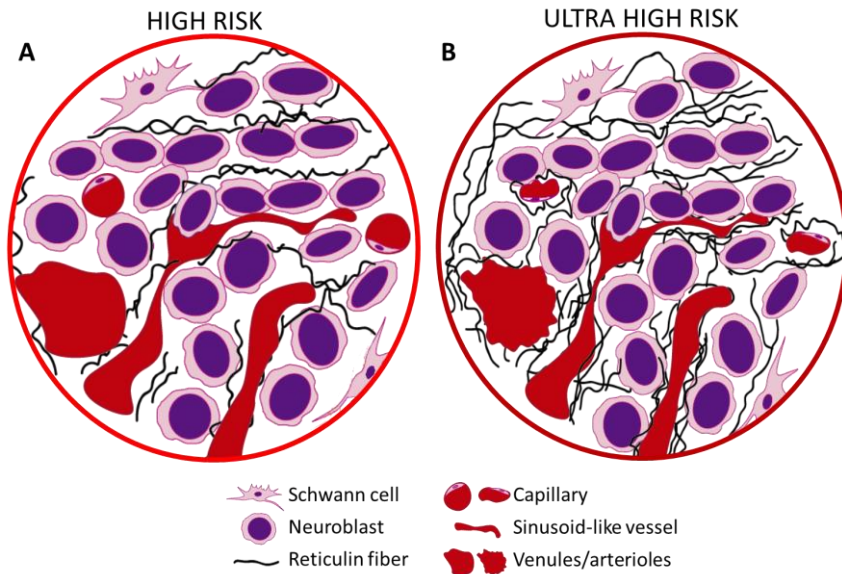 HIGH RISK
ULTRA HIGH RISK
A
B
Schwann cell
Capillary
Neuroblast
Sinusoid-like vessel
Reticulin fiber
Venules/arterioles